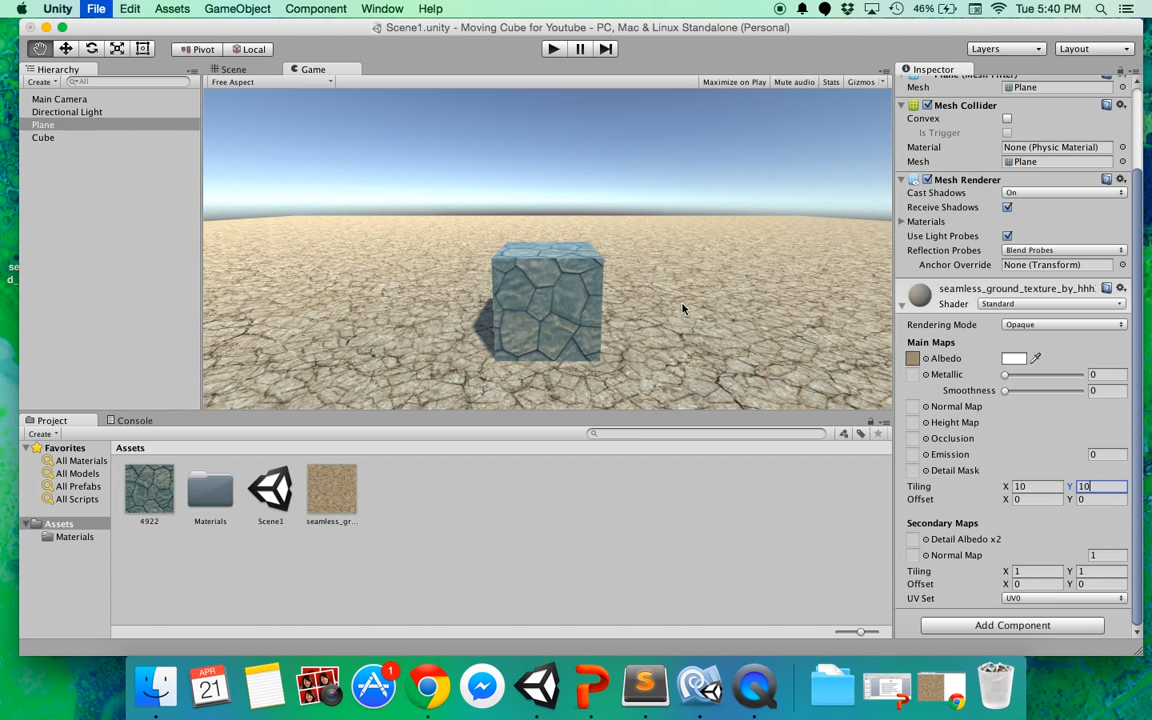 Unity File Edit Assets GameObject Component Window Help 46% Tue 5:40 PM
Scene1.unity - Moving Cube for Youtube - PC, Mac & Linux Standalone (Personal)
Pivot Local Layers Layout
Hierarchy Scene Game Inspector
Create All Free Aspect Maximize on Play Mute audio Stats Gizmos
Mesh Plane
Main Camera
Directional Light
Plane
Cube
Mesh Collider
Convex
Is Trigger
Material None (Physic Material)
Mesh Plane
Mesh Renderer
Cast Shadows On
Receive Shadows
Materials
Use Light Probes
Reflection Probes Blend Probes
Anchor Override None (Transform)
seamless_ground_texture_by_hhh
Shader Standard
Rendering Mode Opaque
Main Maps
Albedo
Metallic 0
Smoothness 0
Normal Map
Height Map
Occlusion
Emission 0
Detail Mask
Tiling X 10 Y 10
Offset X 0 Y 0
Secondary Maps
Detail Albedo x2
Normal Map 1
Tiling X 1 Y 1
Offset X 0 Y 0
UV Set UV0
Add Component
se
d_
Project Console
Create
Favorites
All Materials
All Models
All Prefabs
All Scripts
Assets
Materials
Assets
4922 Materials Scene1 seamless_gr...
APR
21
1